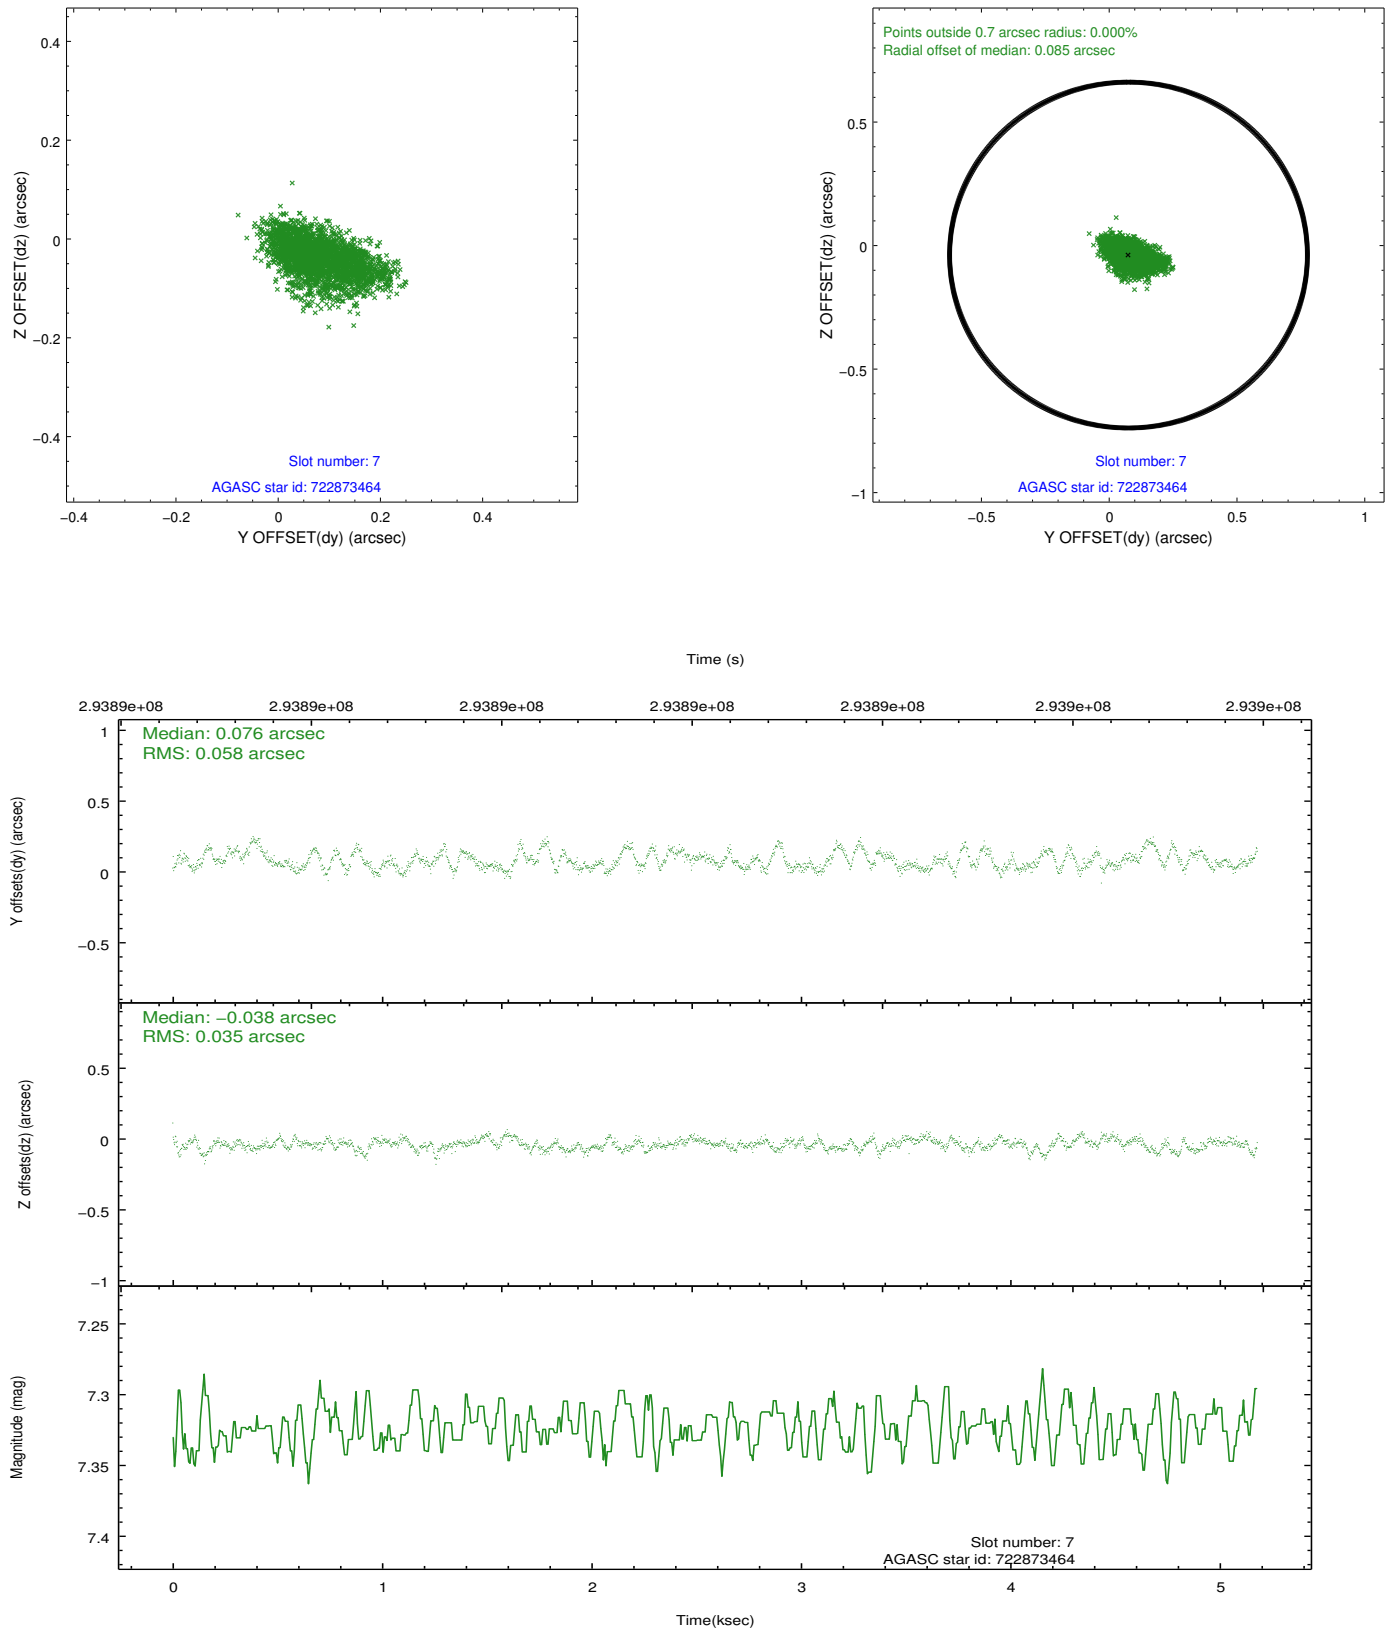 0.4
0.2
0
−0.2
−0.4
Z OFFSET(dz) (arcsec)
Slot number: 7
AGASC star id: 722873464
−0.4
−0.2
0
0.2
0.4
Y OFFSET(dy) (arcsec)
Points outside 0.7 arcsec radius: 0.000%
Radial offset of median: 0.085 arcsec
0.5
0
−0.5
−1
Z OFFSET(dz) (arcsec)
Slot number: 7
AGASC star id: 722873464
−0.5
0
0.5
1
Y OFFSET(dy) (arcsec)
Time (s)
2.9389e+08
2.9389e+08
2.9389e+08
2.9389e+08
2.9389e+08
2.939e+08
2.939e+08
Median: 0.076 arcsec
RMS: 0.058 arcsec
1
0.5
0
−0.5
Y offsets(dy) (arcsec)
Median: −0.038 arcsec
RMS: 0.035 arcsec
0.5
0
−0.5
−1
Z offsets(dz) (arcsec)
7.25
7.3
7.35
7.4
Magnitude (mag)
Slot number: 7
AGASC star id: 722873464
0
1
2
3
4
5
Time(ksec)